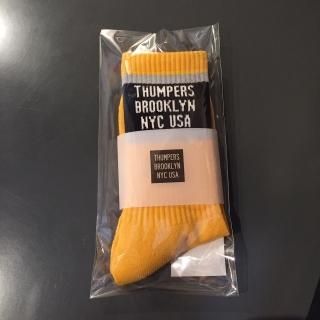 THUMPERS
BROOKLYN
NYC USA
THUMPERS
BROOKLYN
NYC USA